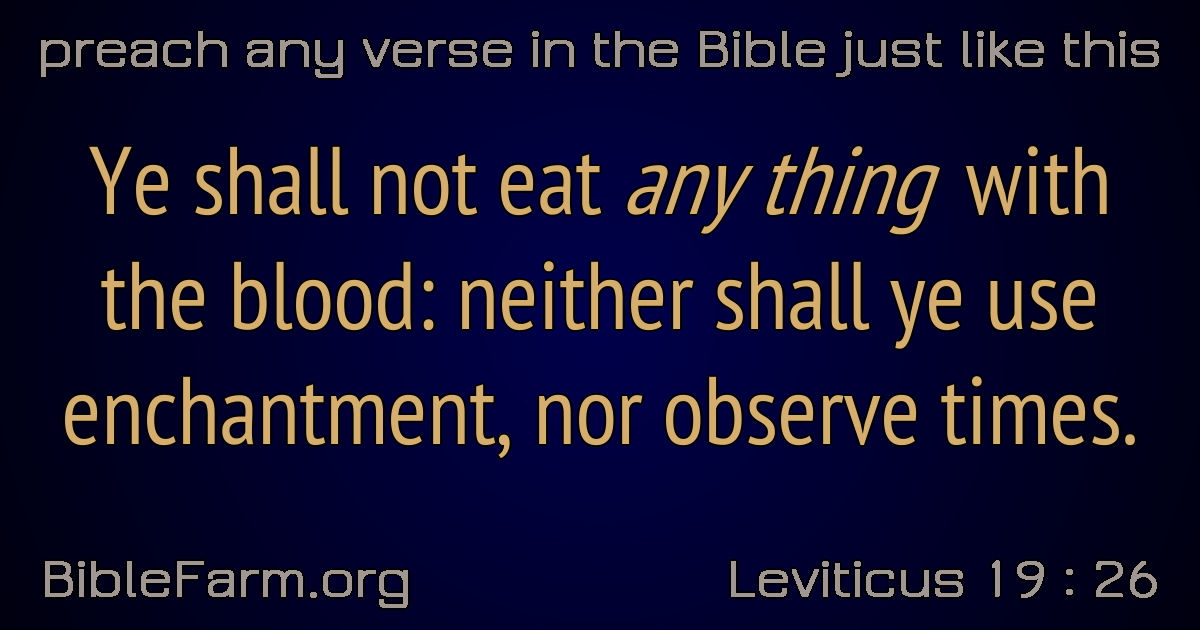 preach any verse in the Bible just like this
Ye shall not eat any thing with
the blood: neither shall ye use
enchantment, nor observe times.
BibleFarm.org
Leviticus 19 : 26